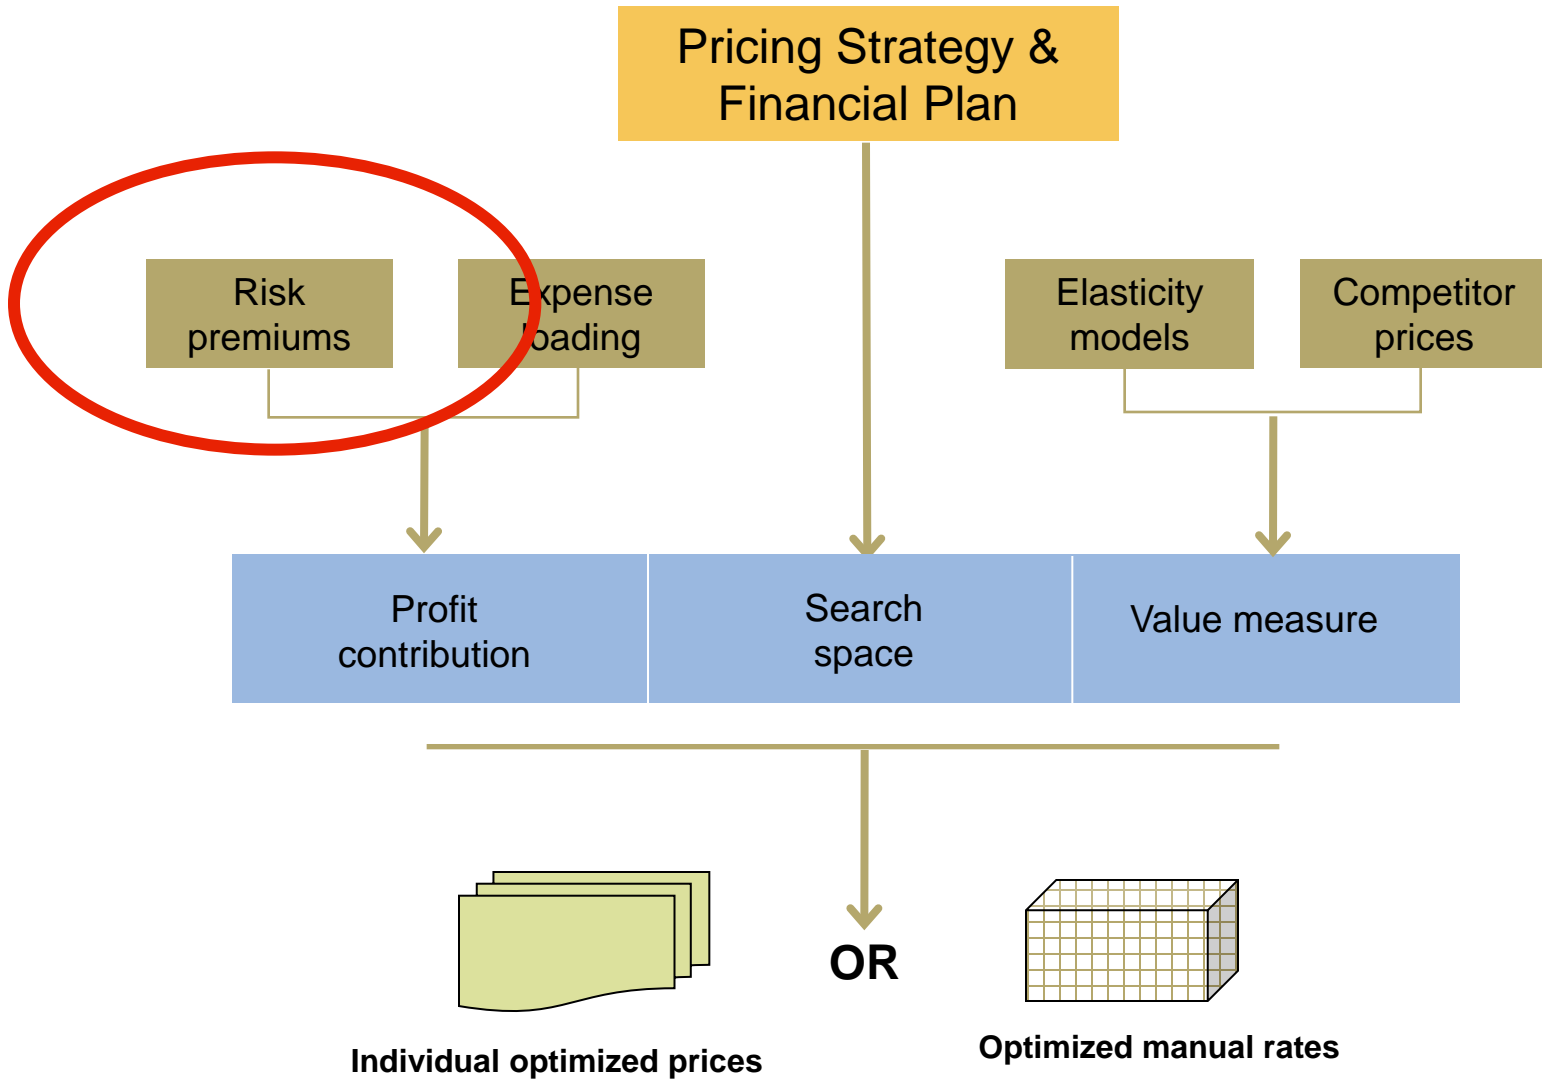 Pricing Strategy &
Financial Plan
Risk
premiums
Expense
loading
Elasticity
models
Competitor
prices
Profit
contribution
Search
space
Value measure
OR
Individual optimized prices
Optimized manual rates